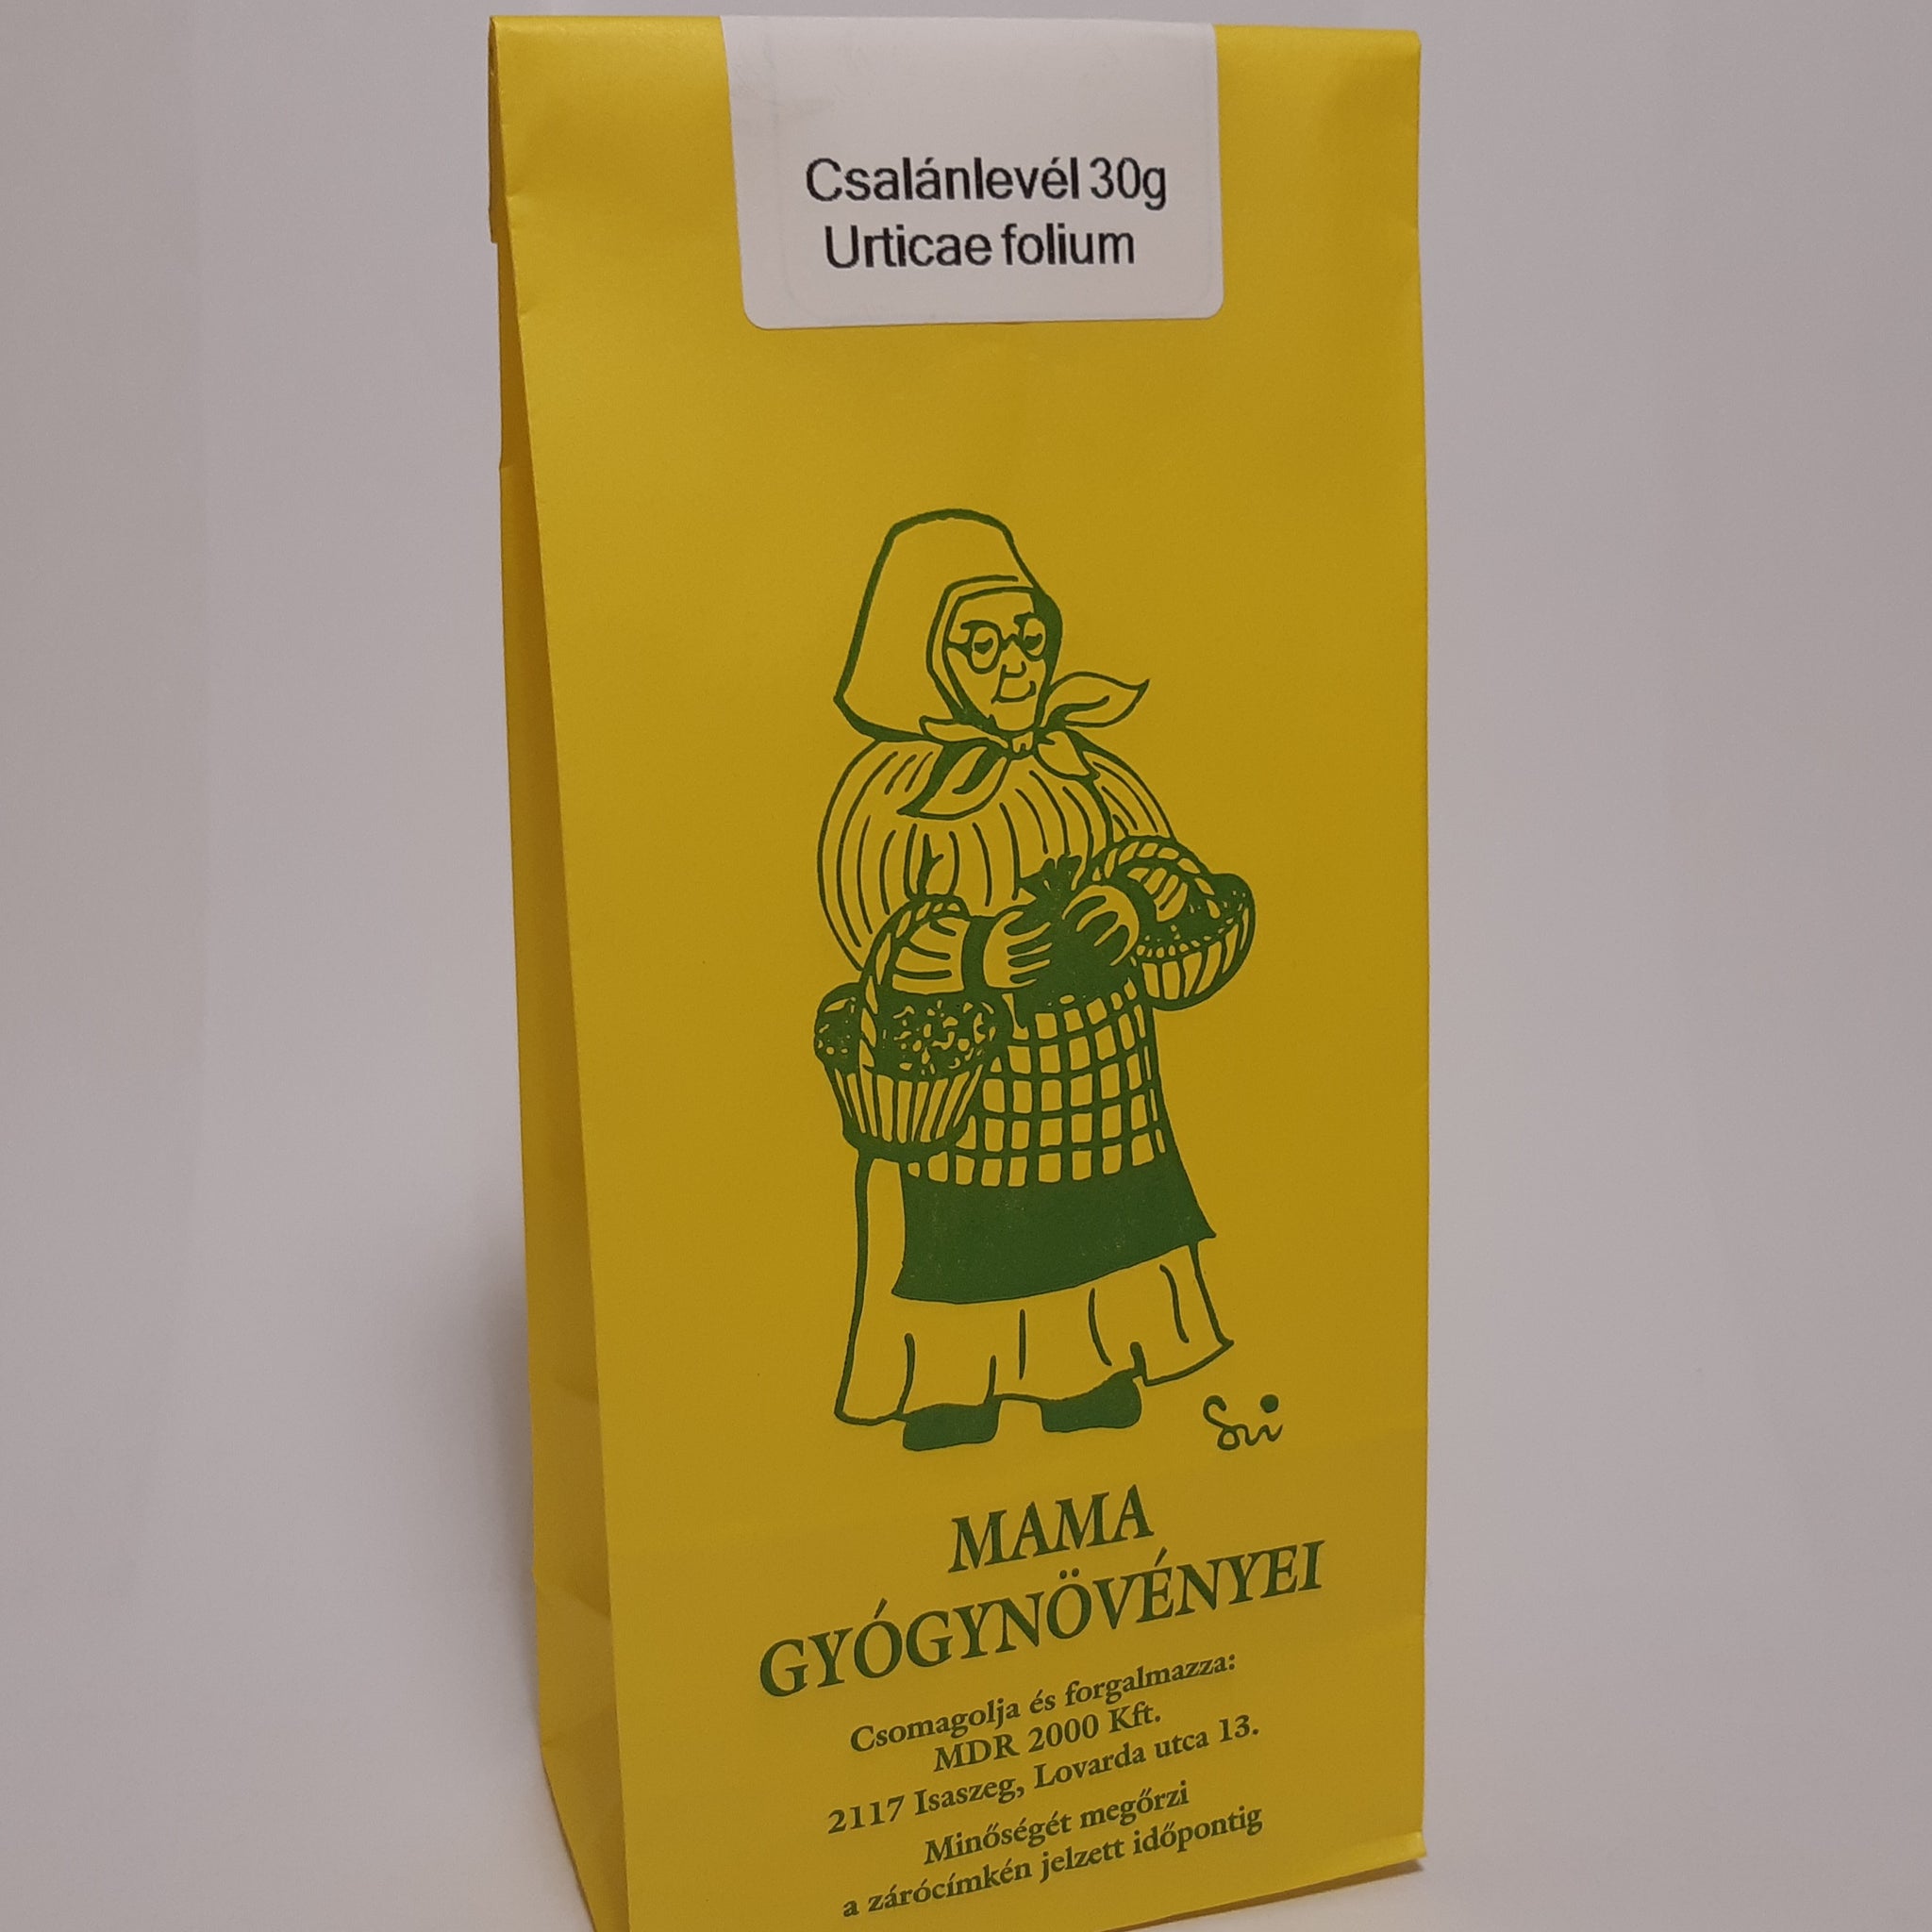 Csalánlevél 30g
Urticae folium
Sri
MAMA
GYÓGYNÖVÉNYEI
Csomagolja és forgalmazza:
MDR 2000 Kft.
2117 Isaszeg, Lovarda utca 13.
Minőségét megőrzi
a zárócímkén jelzett időpontig